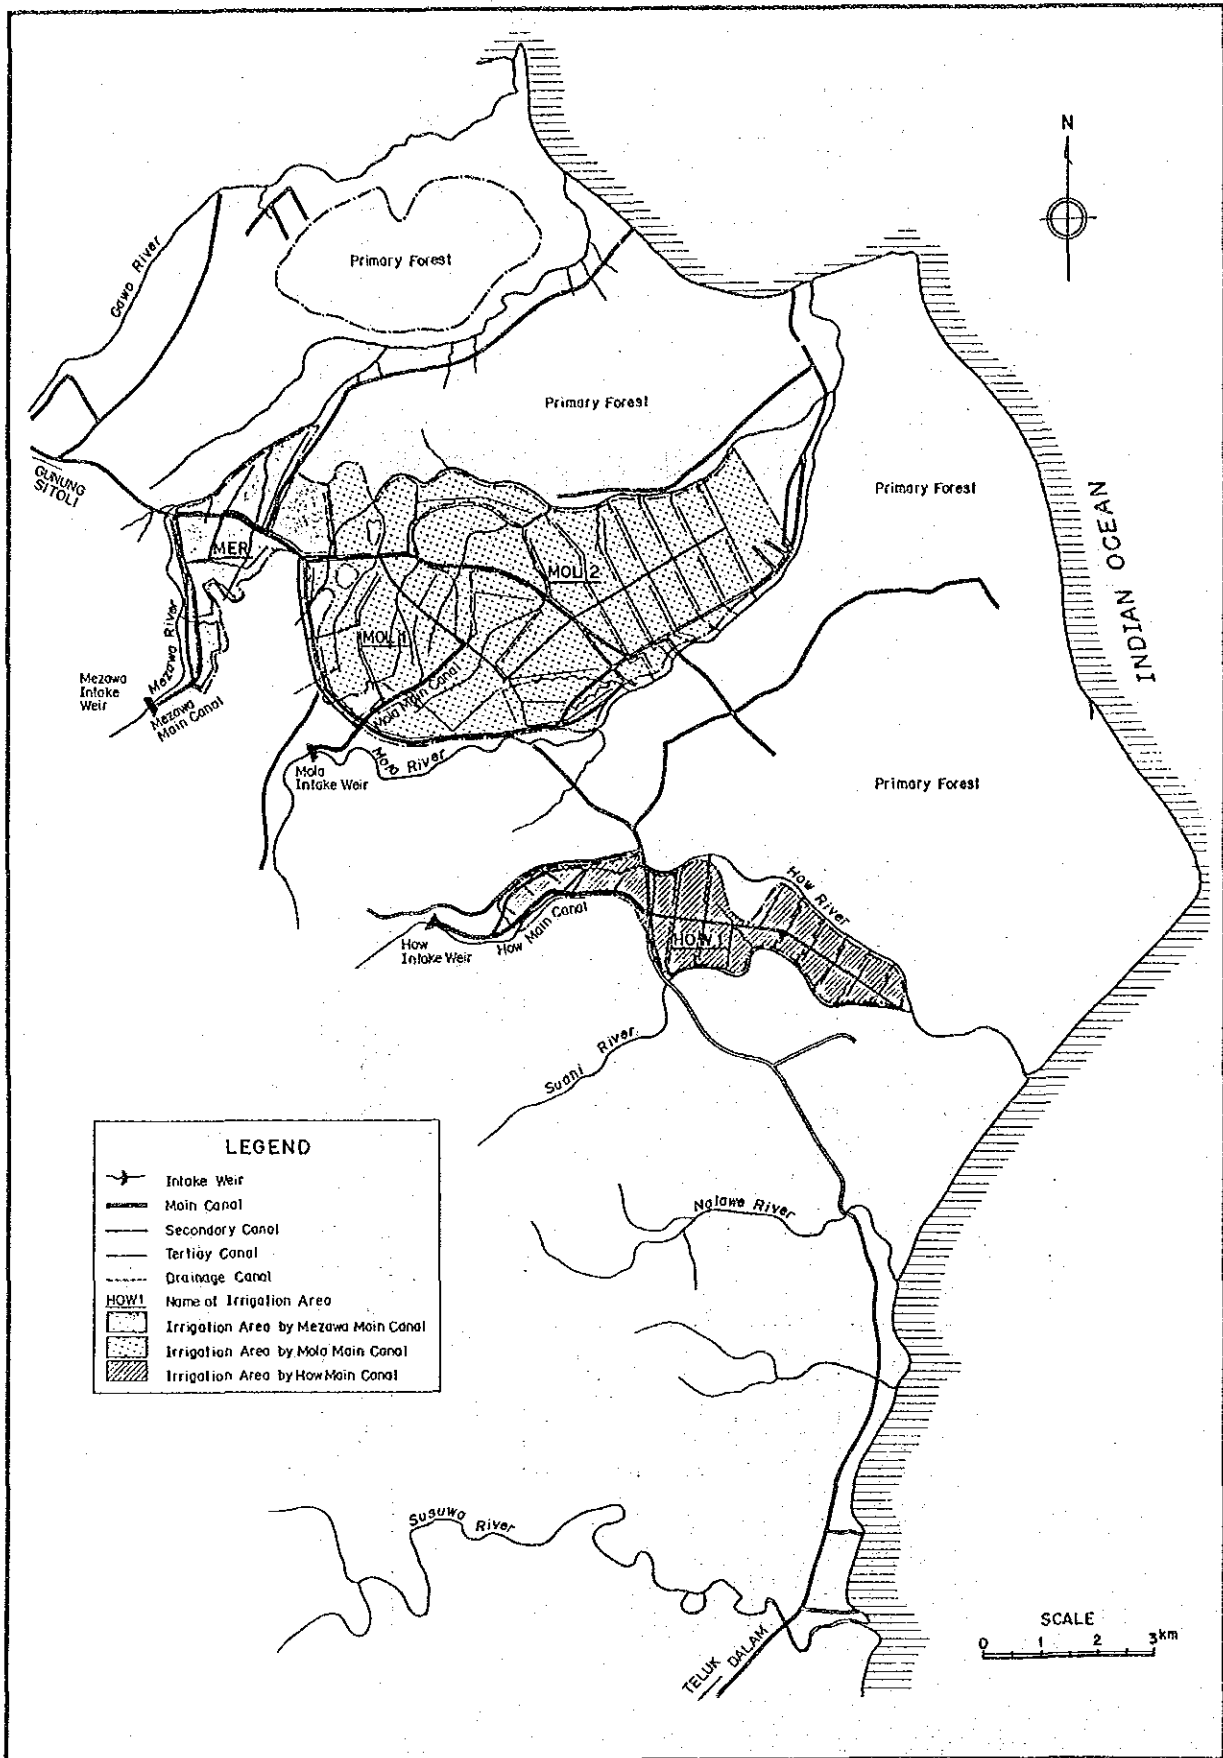 N
Gawo River
Primary Forest
Primary Forest
Primary Forest
GUNUNG
SITOLI
INDIAN OCEAN
MER
MOL 2
MOL 1
Mezawa River
Mezawa
Intake
Weir
Mezawa
Main Canal
Mola Main Canal
Mola River
Mola
Intake Weir
Primary Forest
How River
How Main Canal
HOW 1
How
Intake Weir
Suani River
LEGEND
Intake Weir
Main Canal
Secondary Canal
Tertiay Canal
Drainage Canal
HOW1 Name of Irrigation Area
Irrigation Area by Mezawa Main Canal
Irrigation Area by Mola Main Canal
Irrigation Area by How Main Canal
Nalawe River
Susuwa River
TELUK
DALAM
SCALE
0 1 2 3km